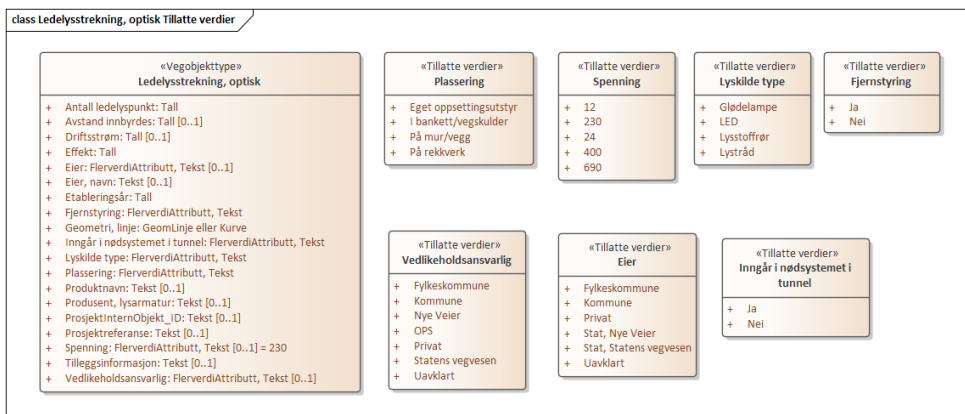 class Ledelysstrekning, optisk Tillatte verdier
«Vegobjekttype»
Ledelysstrekning, optisk
+ Antall ledelyspunkt: Tall
+ Avstand innbyrdes: Tall [0..1]
+ Driftsstrøm: Tall [0..1]
+ Effekt: Tall
+ Eier: FlerverdiAttributt, Tekst [0..1]
+ Eier, navn: Tekst [0..1]
+ Etableringsår: Tall
+ Fjernstyring: FlerverdiAttributt, Tekst
+ Geometri, linje: GeomLinje eller Kurve
+ Inngår i nødsystemet i tunnel: FlerverdiAttributt, Tekst
+ Lyskilde type: FlerverdiAttributt, Tekst
+ Plassering: FlerverdiAttributt, Tekst
+ Produktnavn: Tekst [0..1]
+ Produsent, lysarmatur: Tekst [0..1]
+ ProsjektInternObjekt_ID: Tekst [0..1]
+ Prosjektreferanse: Tekst [0..1]
+ Spenning: FlerverdiAttributt, Tekst [0..1] = 230
+ Tilleggsinformasjon: Tekst [0..1]
+ Vedlikeholdsansvarlig: FlerverdiAttributt, Tekst [0..1]
«Tillatte verdier»
Plassering
+ Eget oppsettingsutstyr
+ I bankett/vegskulder
+ På mur/vegg
+ På rekkverk
«Tillatte verdier»
Spenning
+ 12
+ 230
+ 24
+ 400
+ 690
«Tillatte verdier»
Lyskilde type
+ Glødelampe
+ LED
+ Lysstoffrør
+ Lystråd
«Tillatte verdier»
Fjernstyring
+ Ja
+ Nei
«Tillatte verdier»
Vedlikeholdsansvarlig
+ Fylkeskommune
+ Kommune
+ Nye Veier
+ OPS
+ Privat
+ Statens vegvesen
+ Uavklart
«Tillatte verdier»
Eier
+ Fylkeskommune
+ Kommune
+ Privat
+ Stat, Nye Veier
+ Stat, Statens vegvesen
+ Uavklart
«Tillatte verdier»
Inngår i nødsystemet i
tunnel
+ Ja
+ Nei